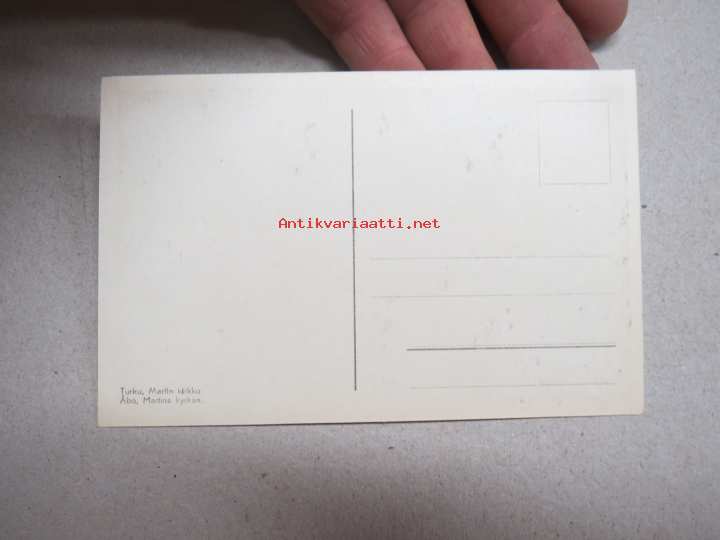 Antikvariaatti.net
Turku, Martin kirkko
Åbo, Martins kyrkan.